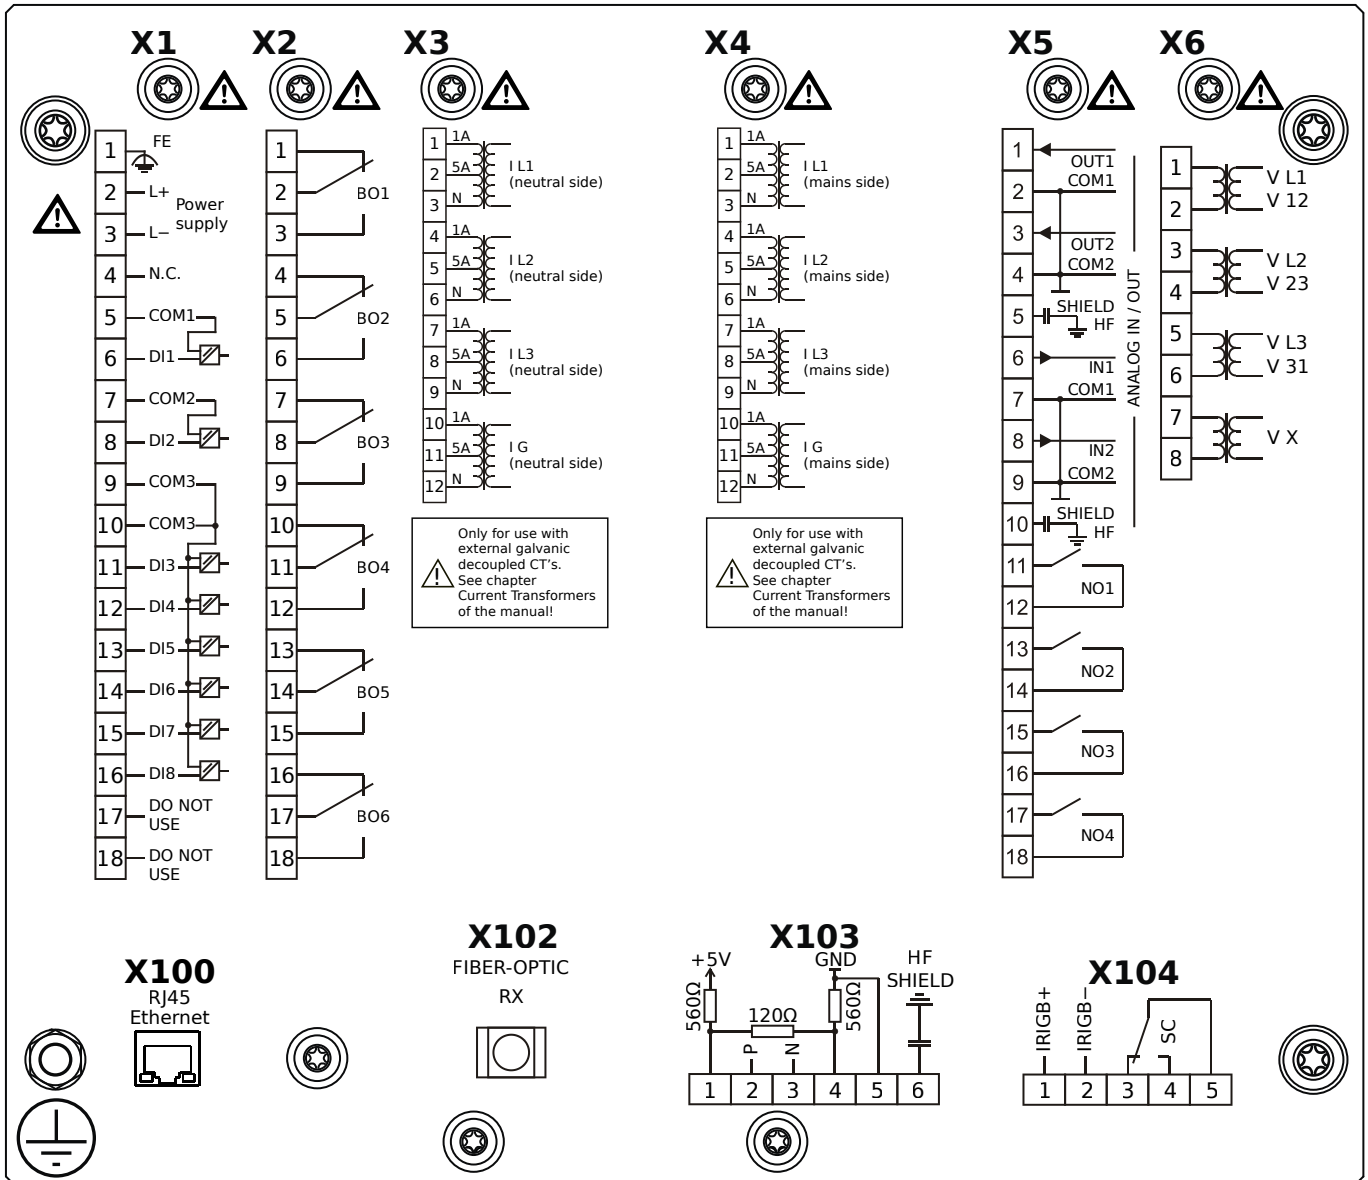 X1
X2
X3
X4
X5
X6
1 FE
2 L+
Power
supply
3 L−
4 N.C.
5 COM1
6 DI1
7 COM2
8 DI2
9 COM3
10 COM3
11 DI3
12 DI4
13 DI5
14 DI6
15 DI7
16 DI8
17 DO NOT
USE
18 DO NOT
USE
1
2 BO1
3
4
5 BO2
6
7
8 BO3
9
10
11 BO4
12
13
14 BO5
15
16
17 BO6
18
1 1A
I L1
2 5A
(neutral side)
3 N
4 1A
I L2
5 5A
(neutral side)
6 N
7 1A
I L3
8 5A
(neutral side)
9 N
10 1A
I G
11 5A
(neutral side)
12 N
Only for use with
external galvanic
decoupled CT’s.
See chapter
Current Transformers
of the manual!
1 1A
I L1
2 5A
(mains side)
3 N
4 1A
I L2
5 5A
(mains side)
6 N
7 1A
I L3
8 5A
(mains side)
9 N
10 1A
I G
11 5A
(mains side)
12 N
Only for use with
external galvanic
decoupled CT’s.
See chapter
Current Transformers
of the manual!
1
OUT1
2 COM1
3
OUT2
4 COM2
5 SHIELD
HF
6
IN1
7 COM1
8
IN2
9 COM2
10 SHIELD
HF
ANALOG IN / OUT
11
NO1
12
13
NO2
14
15
NO3
16
17
NO4
18
1
V L1
2
V 12
3
V L2
4
V 23
5
V L3
6
V 31
7
V X
8
X100
RJ45
Ethernet
X102
FIBER-OPTIC
RX
X103
+5V
GND
HF
SHIELD
560Ω
120Ω
560Ω
P
N
1 2 3 4 5 6
X104
IRIGB+
IRIGB−
SC
1 2 3 4 5